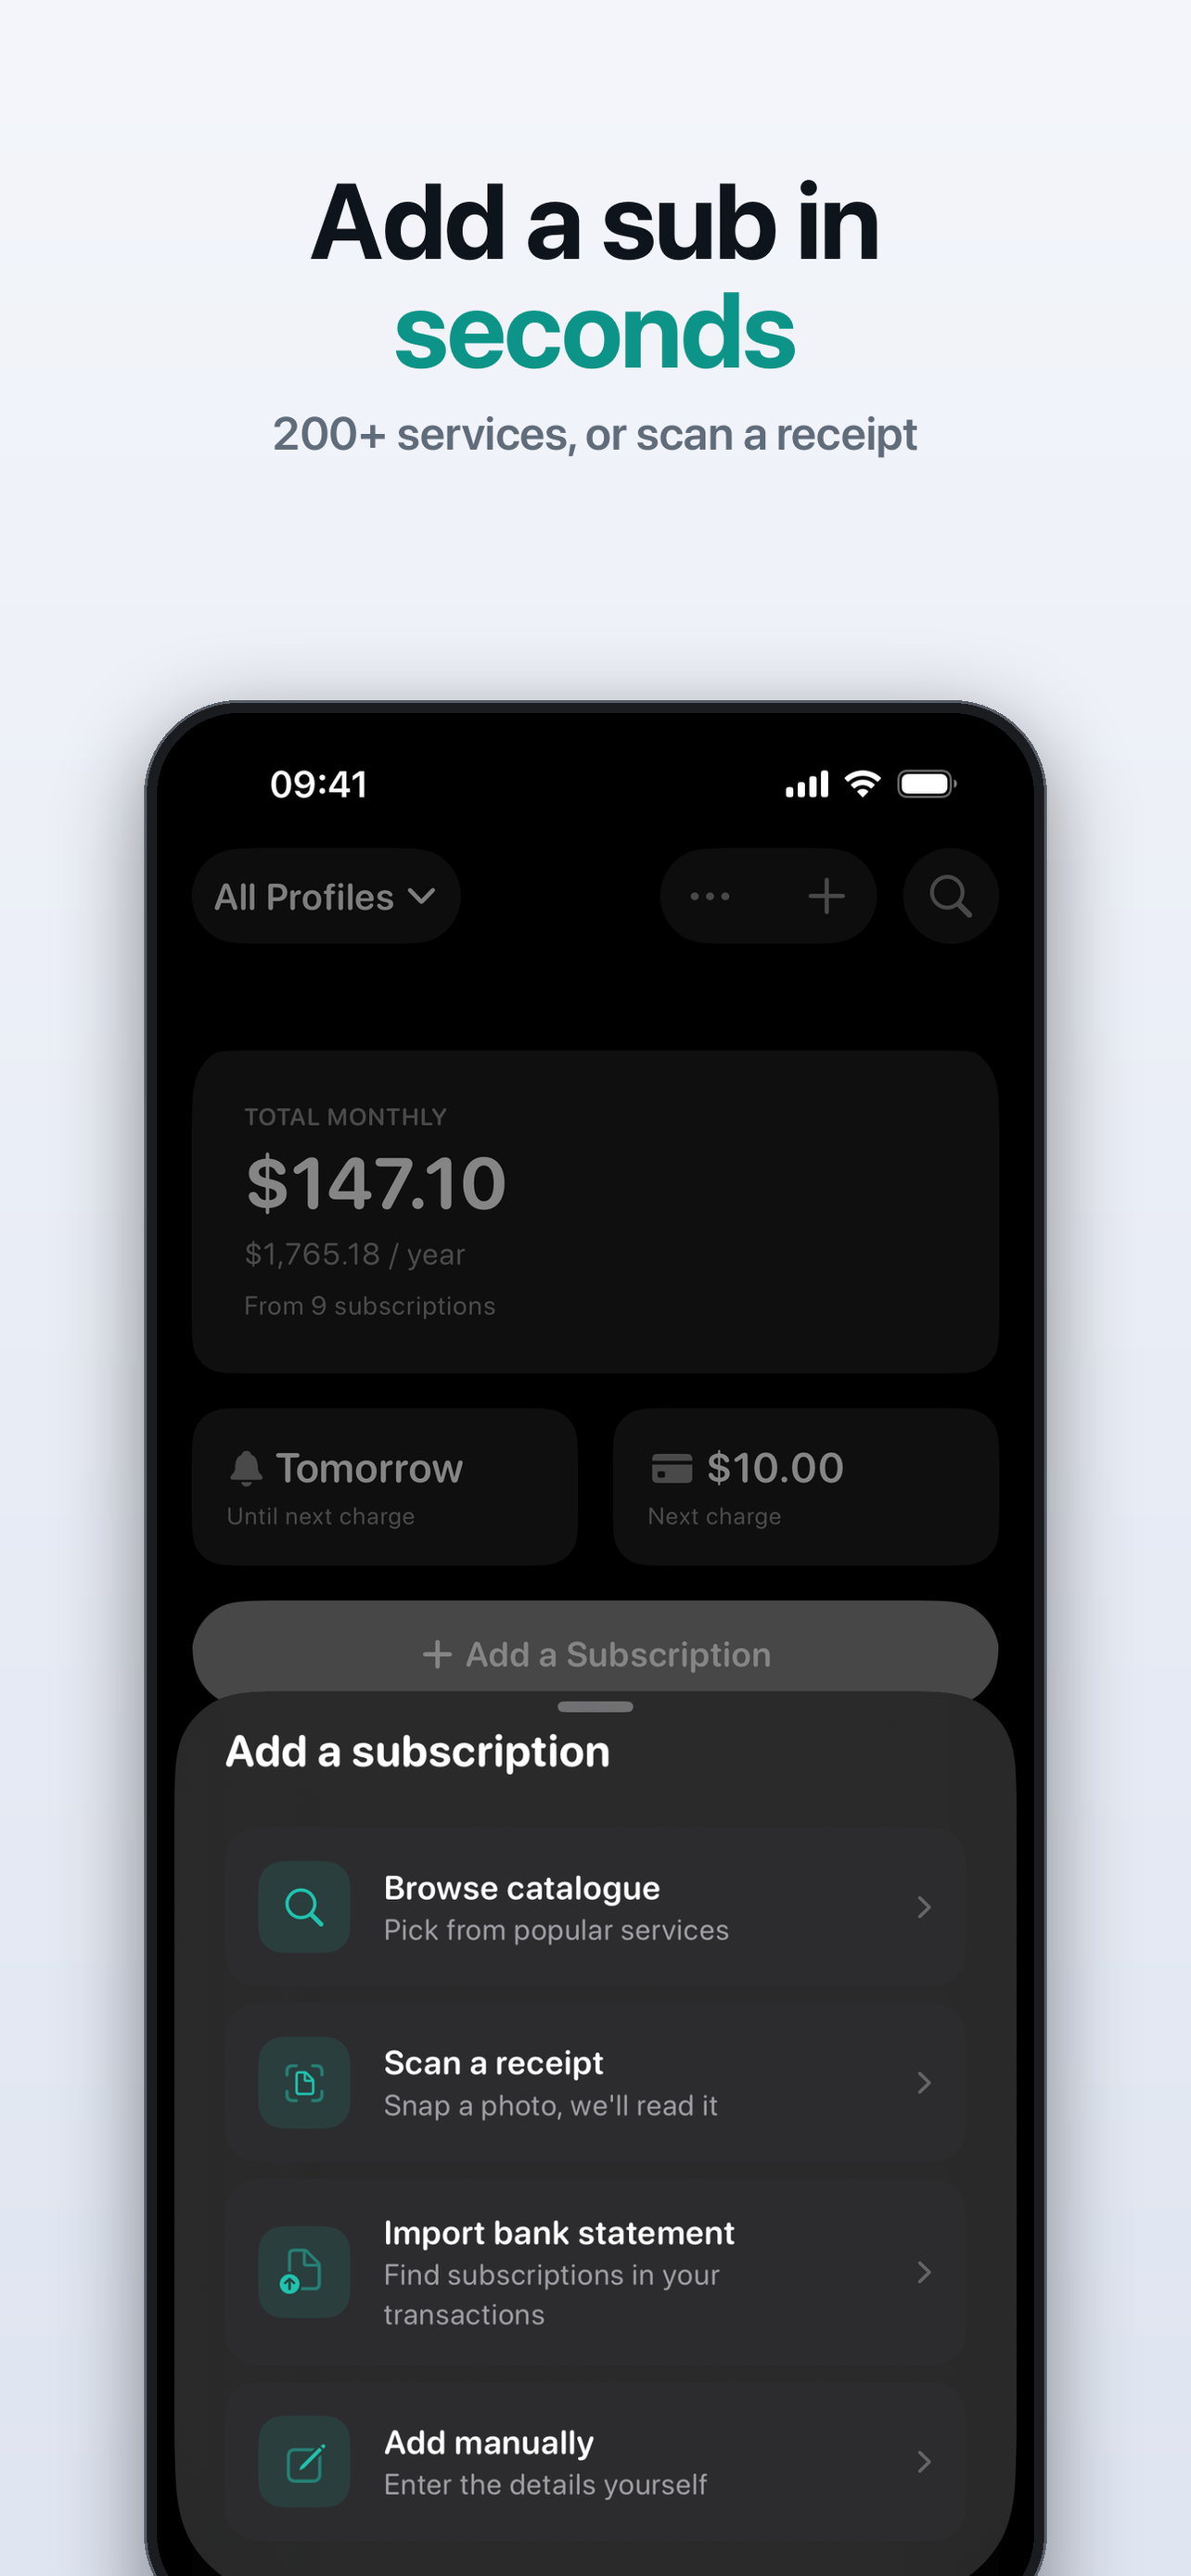 Add a sub in
seconds
200+ services, or scan a receipt
09:41
All Profiles
TOTAL MONTHLY
$147.10
$1,765.18 / year
From 9 subscriptions
Tomorrow
Until next charge
$10.00
Next charge
+ Add a Subscription
Add a subscription
Browse catalogue
Pick from popular services
Scan a receipt
Snap a photo, we'll read it
Import bank statement
Find subscriptions in your
transactions
Add manually
Enter the details yourself